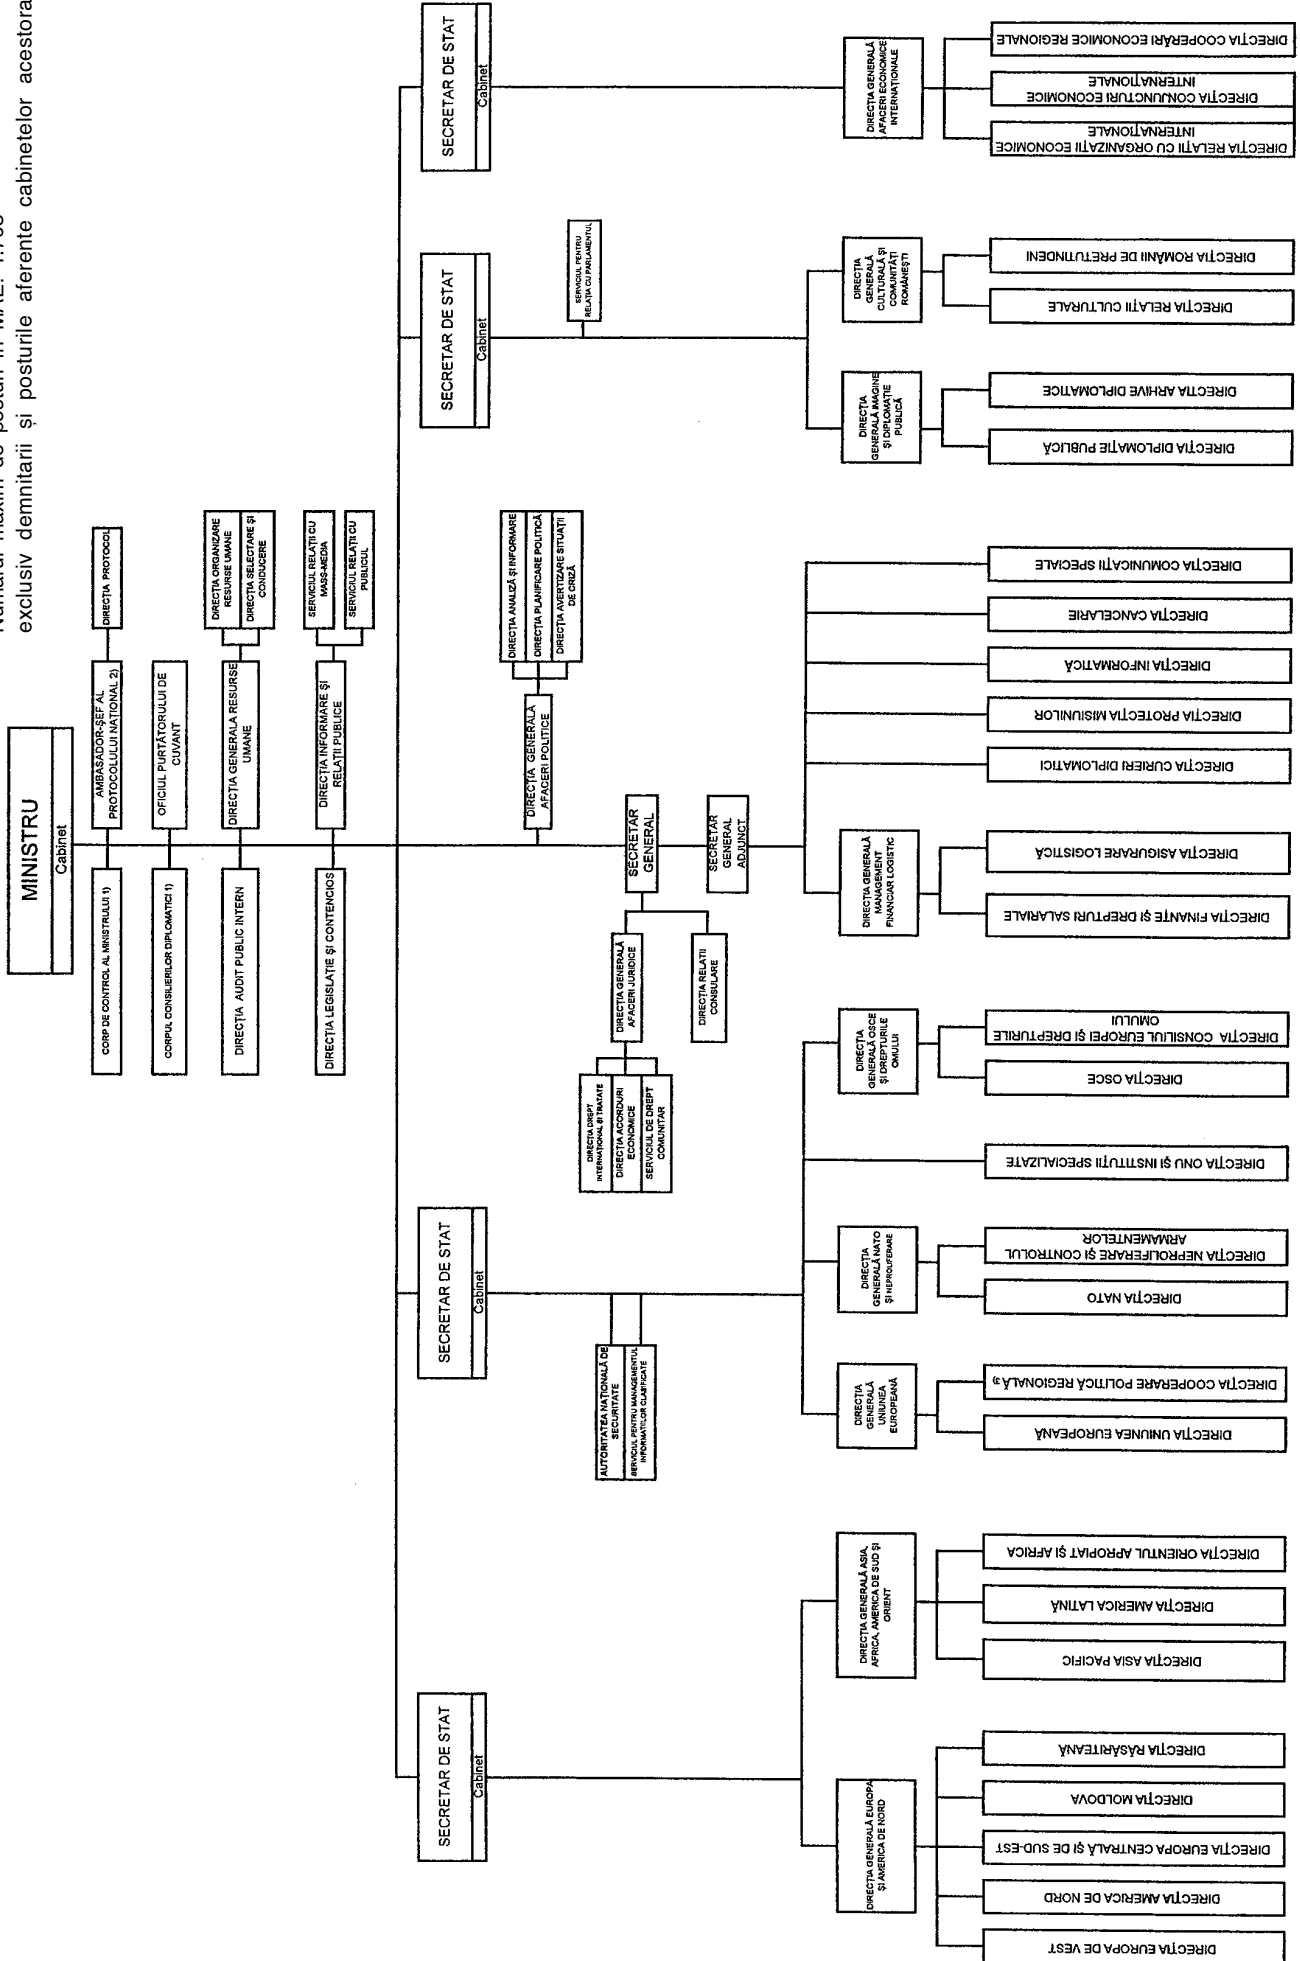 exclusiv demnitarii și posturile aferente cabinetelor acestora
MINISTRU
Cabinet
CORP DE CONTROL AL MINISTRULUI 1)
AMBASADOR-ȘEF AL
PROTOCOLULUI NAȚIONAL 2)
DIRECȚIA PROTOCOL
CORPUL CONSILIERILOR DIPLOMATICI 1)
OFICIUL PURTĂTORULUI DE
CUVANT
DIRECȚIA AUDIT PUBLIC INTERN
DIRECȚIA GENERALA RESURSE
UMANE
DIRECȚIA ORGANIZARE
RESURSE UMANE
DIRECȚIA SELECTARE ȘI
CONDUCERE
DIRECȚIA LEGISLAȚIE ȘI CONTENCIOS
DIRECȚIA INFORMARE ȘI
RELAȚII PUBLICE
SERVICIUL RELAȚII CU
MASS-MEDIA
SERVICIUL RELAȚII CU
PUBLICUL
SECRETAR DE STAT
Cabinet
SECRETAR DE STAT
Cabinet
SECRETAR DE STAT
Cabinet
SECRETAR DE STAT
Cabinet
DIRECȚIA GENERALĂ
AFACERI POLITICE
DIRECȚIA ANALIZĂ ȘI INFORMARE
DIRECȚIA PLANIFICARE POLITICĂ
DIRECȚIA AVERTIZARE SITUAȚII
DE CRIZĂ
SERVICIUL PENTRU
RELAȚIA CU PARLAMENTUL
AUTORITATEA NAȚIONALĂ DE
SECURITATE
SERVICIUL PENTRU MANAGEMENTUL
INFORMAȚIILOR CLASIFICATE
DIRECȚIA DREPT
INTERNAȚIONAL SI TRATATE
DIRECȚIA ACORDURI
ECONOMICE
SERVICIUL DE DREPT
COMUNITAR
DIRECȚIA GENERALĂ
AFACERI JURIDICE
SECRETAR
GENERAL
DIRECȚIA RELATII
CONSULARE
SECRETAR
GENERAL
ADJUNCT
DIRECȚIA GENERALĂ EUROPA
ȘI AMERICA DE NORD
DIRECȚIA GENERALĂ ASIA,
AFRICA, AMERICA DE SUD ȘI
ORIENT
DIRECȚIA
GENERALĂ
UNIUNEA
EUROPEANĂ
DIRECȚIA
GENERALĂ NATO
ȘI NEPROLIFERARE
DIRECȚIA
GENERALĂ OSCE
ȘI DREPTURILE
OMULUI
DIRECȚIA GENERALĂ
MANAGEMENT
FINANCIAR LOGISTIC
DIRECȚIA
GENERALĂ IMAGINE
ȘI DIPLOMAȚIE
PUBLICĂ
DIRECȚIA
GENERALĂ
CULTURALĂ ȘI
COMUNITĂȚI
ROMÂNEȘTI
DIRECȚIA GENERALĂ
AFACERI ECONOMICE
INTERNAȚIONALE
DIRECȚIA EUROPA DE VEST
DIRECȚIA AMERICA DE NORD
DIRECȚIA EUROPA CENTRALĂ ȘI DE SUD-EST
DIRECȚIA MOLDOVA
DIRECȚIA RĂSĂRITEANĂ
DIRECȚIA ASIA PACIFIC
DIRECȚIA AMERICA LATINĂ
DIRECȚIA ORIENTUL APROPIAT ȘI AFRICA
DIRECȚIA UNIUNEA EUROPEANĂ
DIRECȚIA COOPERARE POLITICĂ REGIONALĂ 3)
DIRECȚIA NATO
DIRECȚIA NEPROLIFERARE ȘI CONTROLUL
ARMAMENTELOR
DIRECȚIA ONU ȘI INSTITUȚII SPECIALIZATE
DIRECȚIA OSCE
DIRECȚIA CONSILIUL EUROPEI ȘI DREPTURILE
OMULUI
DIRECȚIA FINANȚE ȘI DREPTURI SALARIALE
DIRECȚIA ASIGURARE LOGISTICĂ
DIRECȚIA CURIERI DIPLOMATICI
DIRECȚIA PROTECȚIA MISIUNILOR
DIRECȚIA INFORMATICĂ
DIRECȚIA CANCELARIE
DIRECȚIA COMUNICAȚII SPECIALE
DIRECȚIA DIPLOMAȚIE PUBLICĂ
DIRECȚIA ARHIVE DIPLOMATICE
DIRECȚIA RELAȚII CULTURALE
DIRECȚIA ROMÂNII DE PRETUTINDENI
DIRECȚIA RELAȚII CU ORGANIZAȚII ECONOMICE
INTERNAȚIONALE
DIRECȚIA CONJUNCTURI ECONOMICE
INTERNAȚIONALE
DIRECȚIA COOPERĂRI ECONOMICE REGIONALE